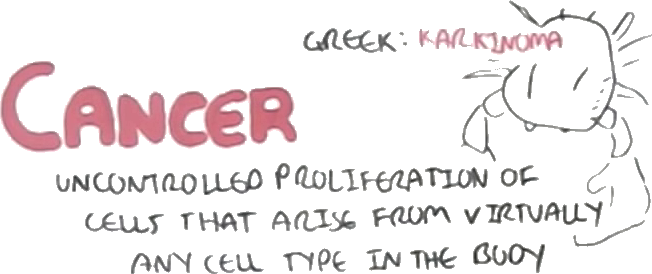 GREEK: KARKINOMA
CANCER
UNCONTROLLED PROLIFERATION OF
CELLS THAT ARISE FROM VIRTUALLY
ANY CELL TYPE IN THE BODY